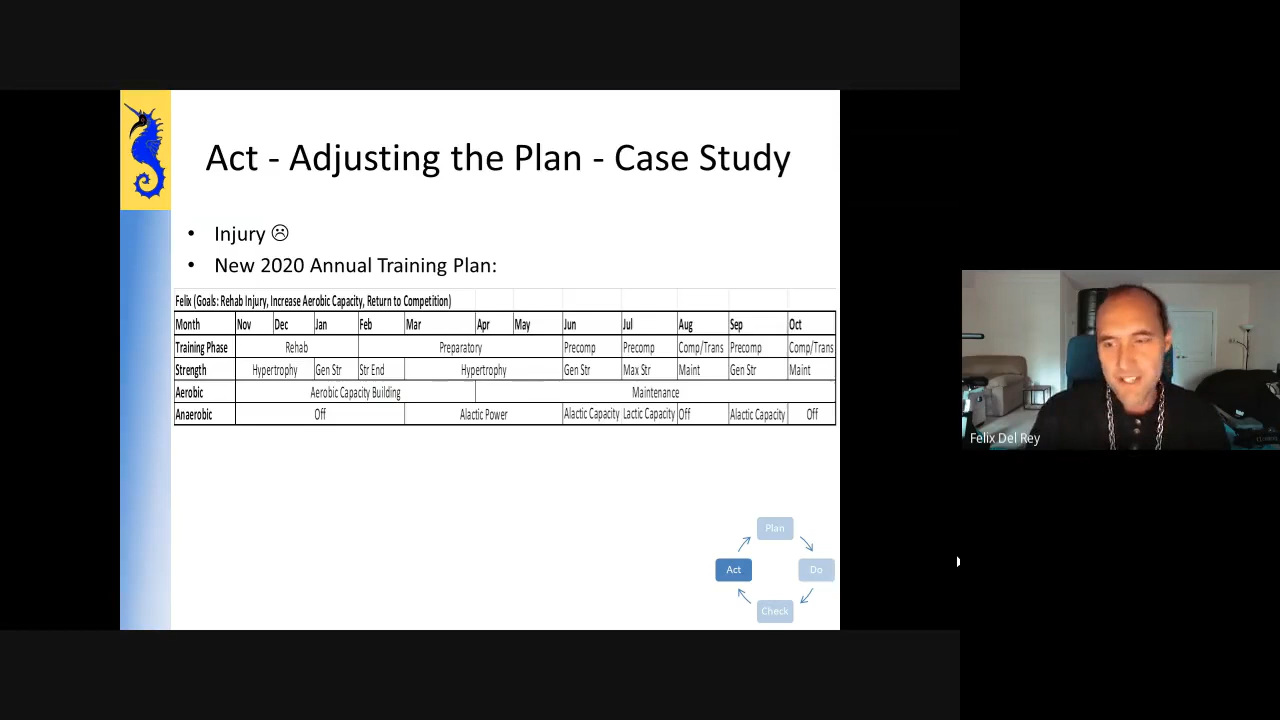 Act - Adjusting the Plan - Case Study
• Injury ☹
• New 2020 Annual Training Plan:
Felix (Goals: Rehab Injury, Increase Aerobic Capacity, Return to Competition)
Month Nov Dec Jan Feb Mar Apr May Jun Jul Aug Sep Oct
Training Phase Rehab Preparatory Precomp Precomp Comp/Trans Precomp Comp/Trans
Strength Hypertrophy Gen Str Str End Hypertrophy Gen Str Max Str Maint Gen Str Maint
Aerobic Aerobic Capacity Building Maintenance
Anaerobic Off Alactic Power Alactic Capacity Lactic Capacity Off Alactic Capacity Off
Felix Del Rey
Plan
Act Do
Check